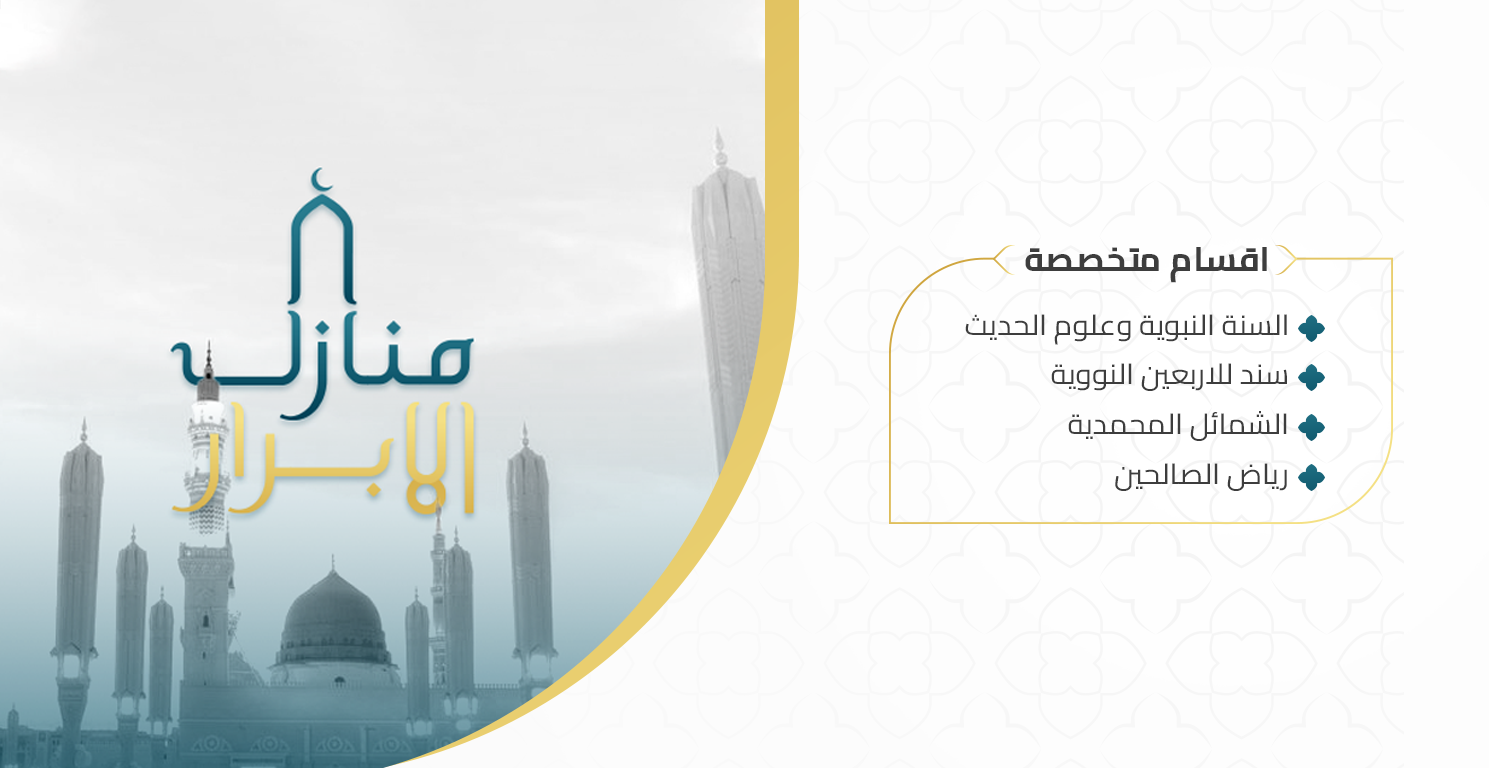 منازل
الابرار
اقسام متخصصة
السنة النبوية وعلوم الحديث
سند للاربعين النووية
الشمائل المحمدية
رياض الصالحين